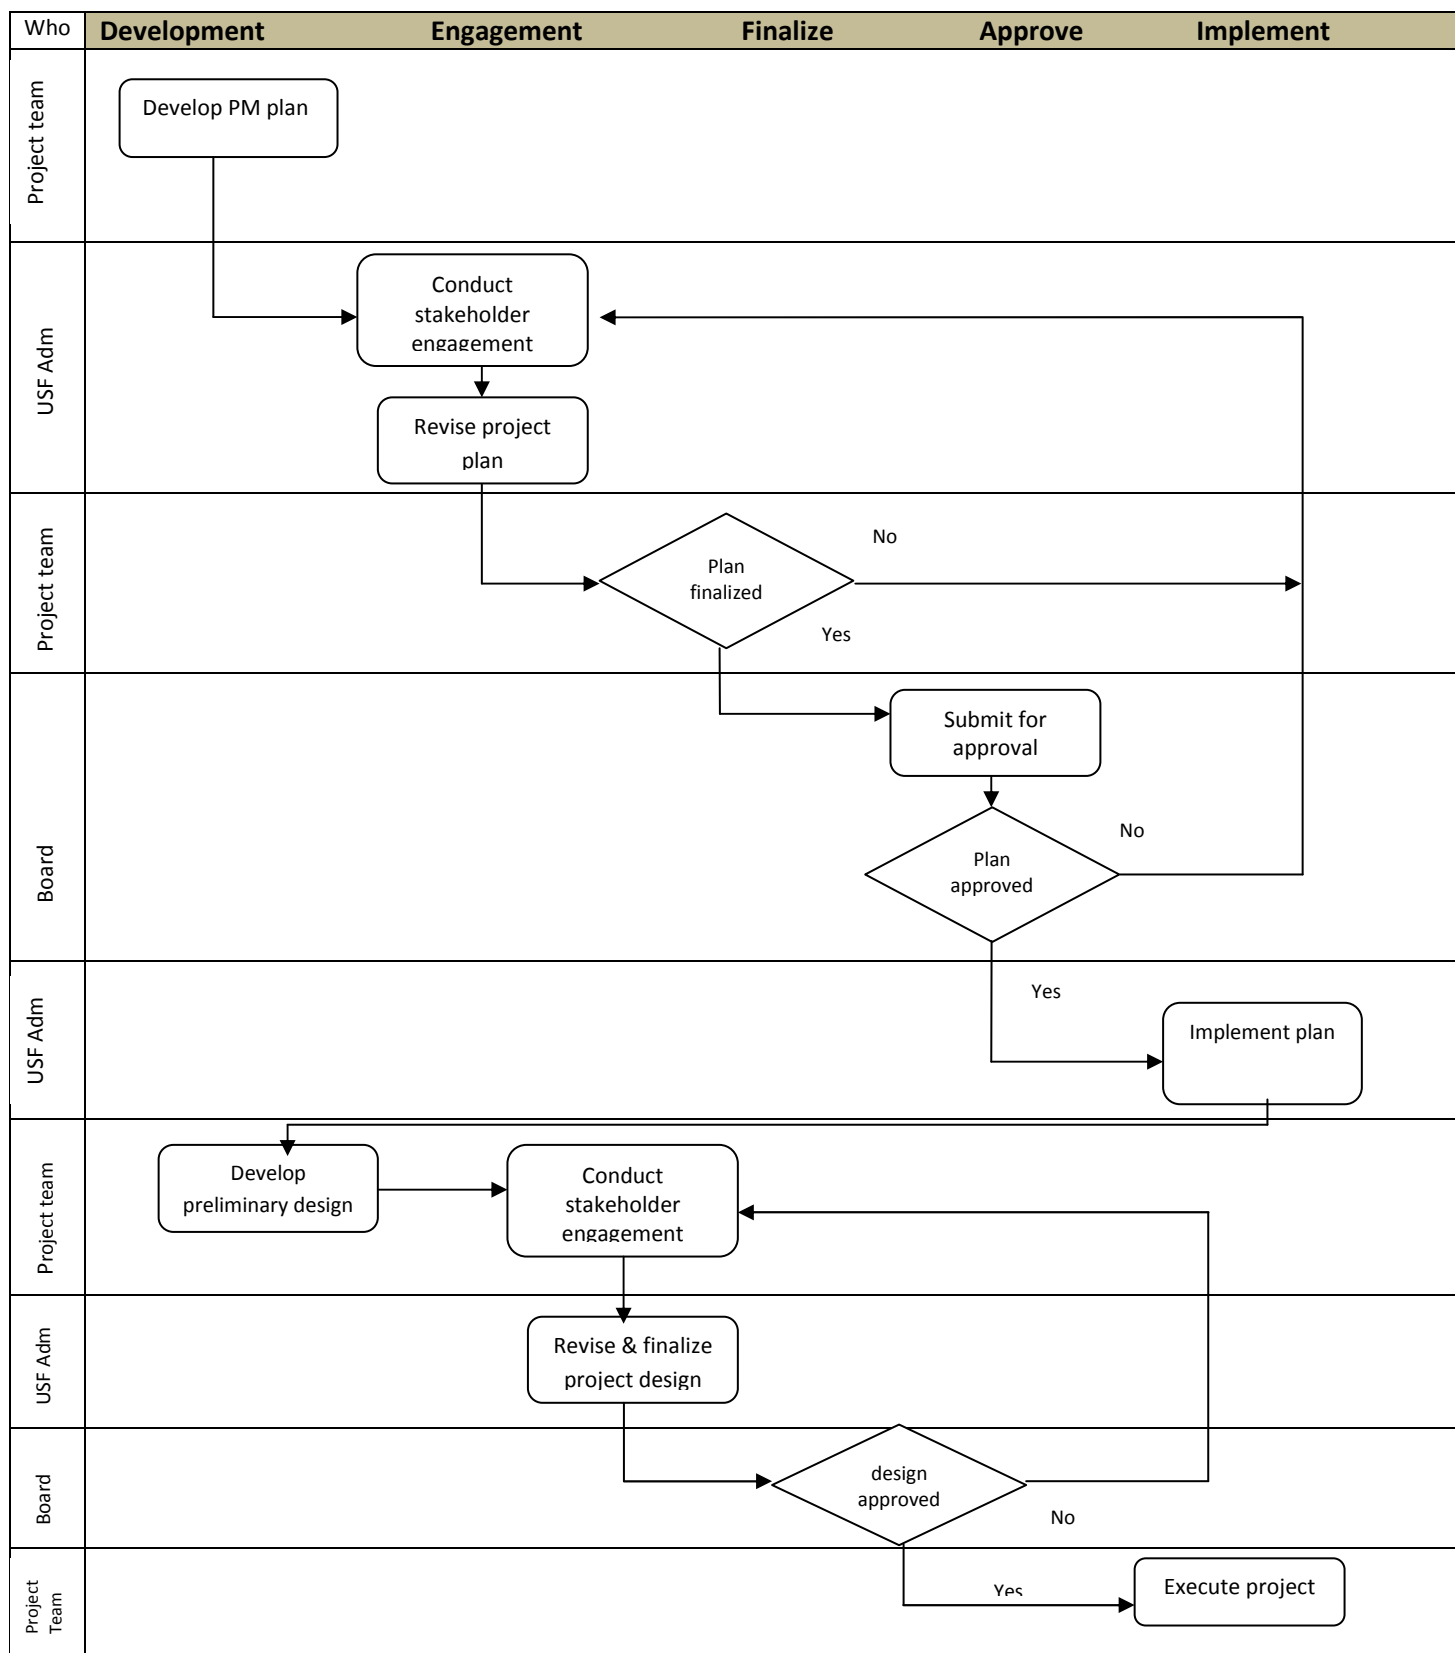 Who Development Engagement Finalize Approve Implement
Project team
Develop PM plan
USF Adm
Conduct
stakeholder
engagement
Revise project
plan
Project team
Plan
finalized
No
Yes
Board
Submit for
approval
Plan
approved
No
Yes
USF Adm
Implement plan
Project team
Develop
preliminary design
Conduct
stakeholder
engagement
USF Adm
Revise & finalize
project design
Board
design
approved
No
Project
Team
Yes
Execute project